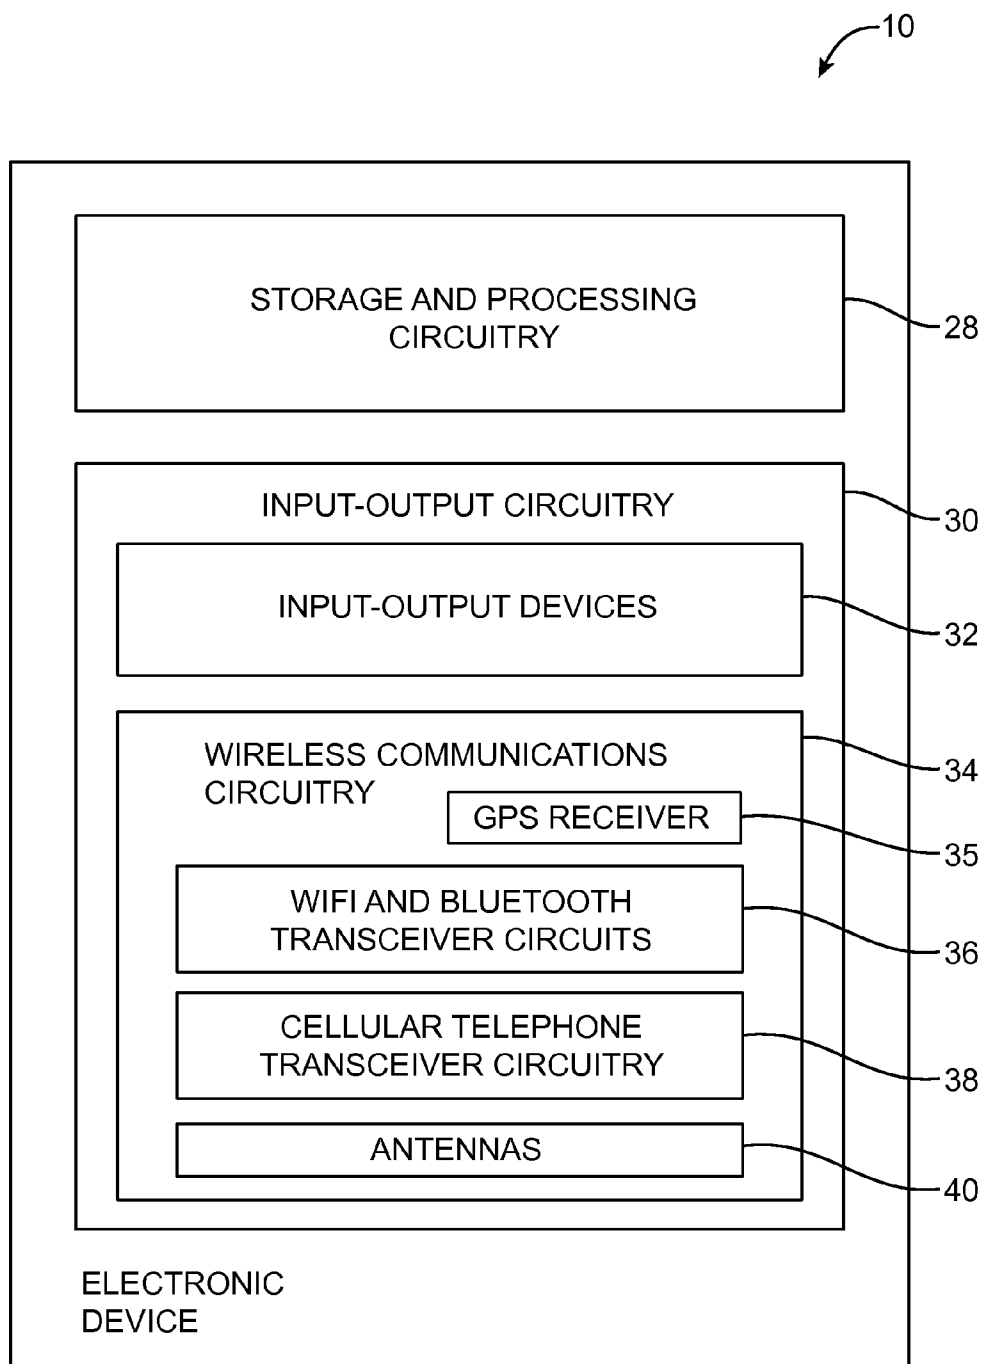 10
STORAGE AND PROCESSING
CIRCUITRY
28
INPUT-OUTPUT CIRCUITRY
30
INPUT-OUTPUT DEVICES
32
WIRELESS COMMUNICATIONS
CIRCUITRY
34
GPS RECEIVER
35
WIFI AND BLUETOOTH
TRANSCEIVER CIRCUITS
36
CELLULAR TELEPHONE
TRANSCEIVER CIRCUITRY
38
ANTENNAS
40
ELECTRONIC
DEVICE